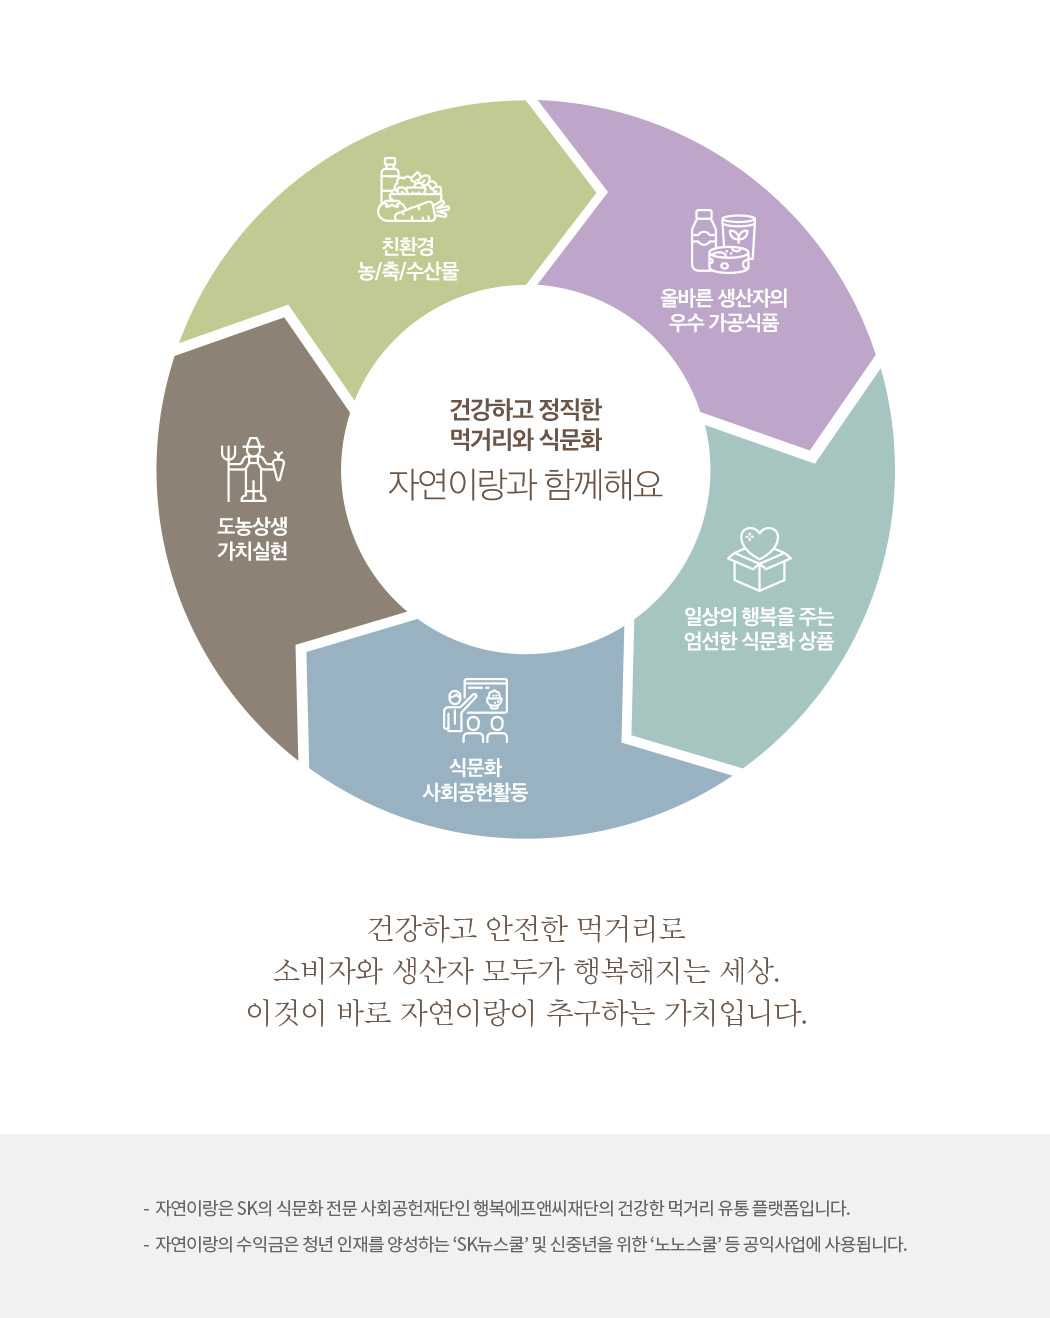 친환경
농/축/수산물
올바른 생산자의
우수 가공식품
건강하고 정직한
먹거리와 식문화
자연이랑과 함께해요
도농상생
가치실현
일상의 행복을 주는
엄선한 식문화 상품
식문화
사회공헌활동
건강하고 안전한 먹거리로
소비자와 생산자 모두가 행복해지는 세상.
이것이 바로 자연이랑이 추구하는 가치입니다.
- 자연이랑은 SK의 식문화 전문 사회공헌재단인 행복에프앤씨재단의 건강한 먹거리 유통 플랫폼입니다.
- 자연이랑의 수익금은 청년 인재를 양성하는 ‘SK뉴스쿨’ 및 신중년을 위한 ‘노노스쿨’ 등 공익사업에 사용됩니다.